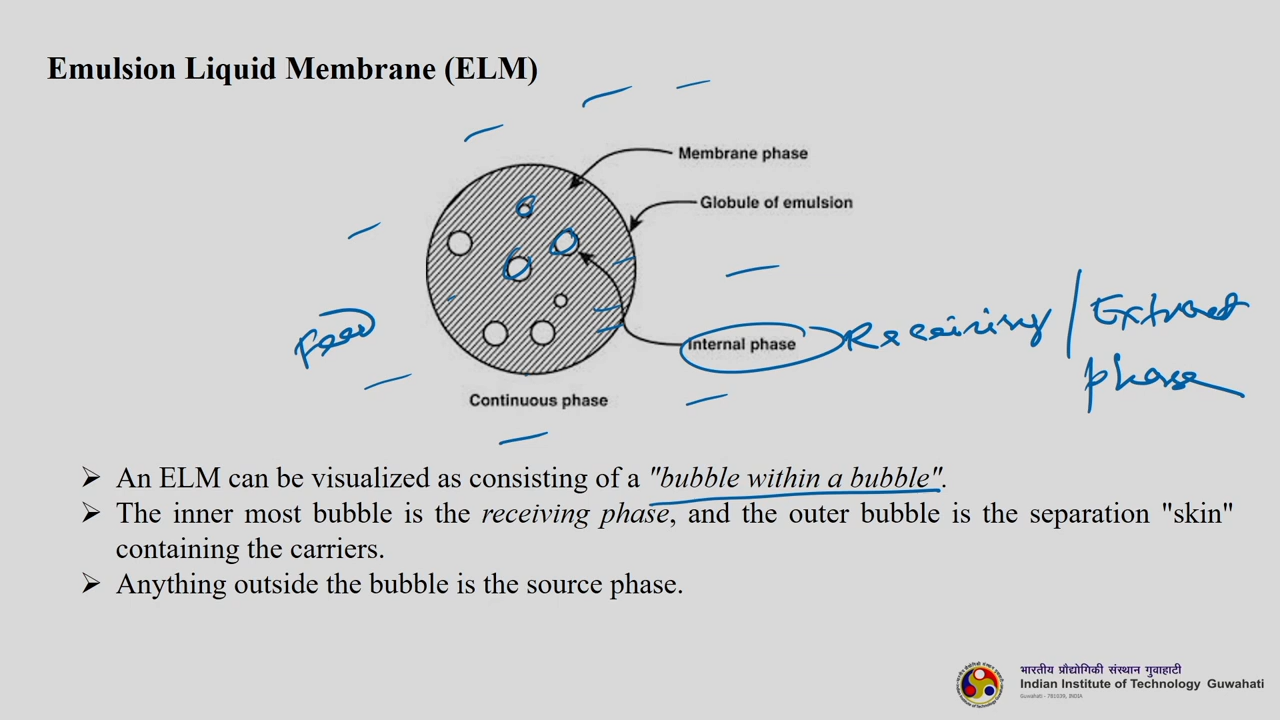 Emulsion Liquid Membrane (ELM)
Membrane phase
Globule of emulsion
Feed
Internal phase
Receiving / Extract
phase
Continuous phase
➢ An ELM can be visualized as consisting of a "bubble within a bubble".
➢ The inner most bubble is the receiving phase, and the outer bubble is the separation "skin"
containing the carriers.
➢ Anything outside the bubble is the source phase.
भारतीय प्रौद्योगिकी संस्थान गुवाहाटी
Indian Institute of Technology Guwahati
Guwahati - 781039, INDIA